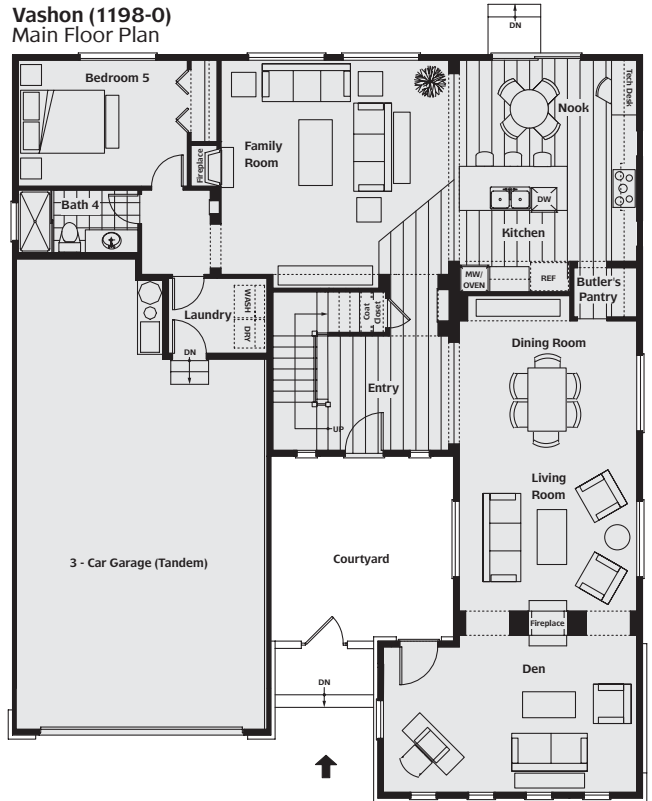 Vashon (1198-0)
Main Floor Plan
DN
Bedroom 5
Tech Desk
Nook
Family
Room
Fireplace
Bath 4
DW
Kitchen
MW/
OVEN
REF
Butler's
Pantry
WASH
Laundry
DRY
Coat
Closet
DN
Dining Room
Entry
UP
Living
Room
3 - Car Garage (Tandem)
Courtyard
Fireplace
Den
DN